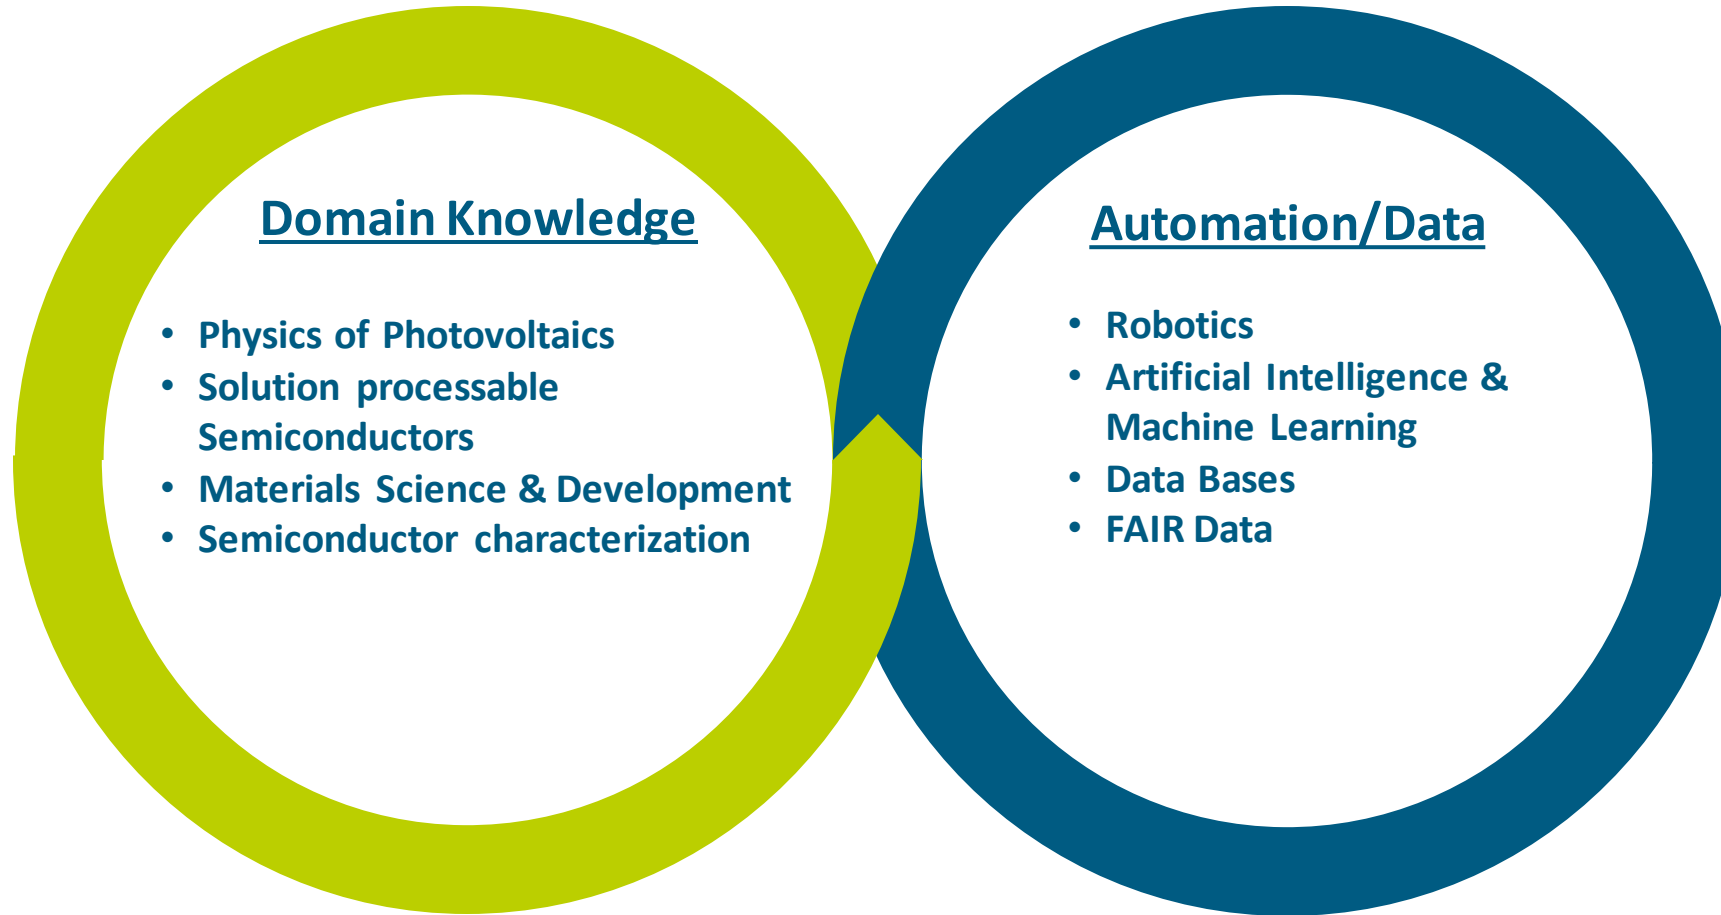 Domain Knowledge
• Physics of Photovoltaics
• Solution processable
Semiconductors
• Materials Science & Development
• Semiconductor characterization
Automation/Data
• Robotics
• Artificial Intelligence &
Machine Learning
• Data Bases
• FAIR Data